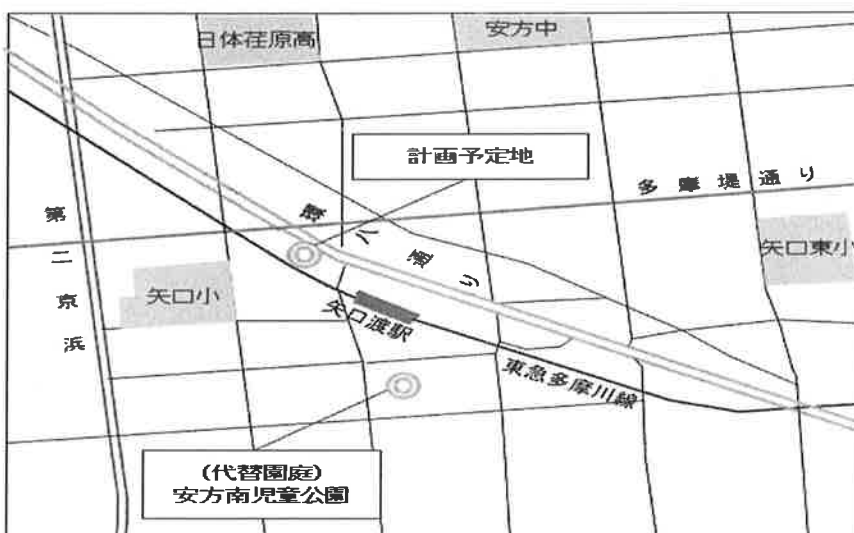 日体荏原高
安方中
計画予定地
多摩堤通り
環八通り
第二京浜
矢口小
矢口東小
矢口渡駅
東急多摩川線
(代替園庭)
安方南児童公園